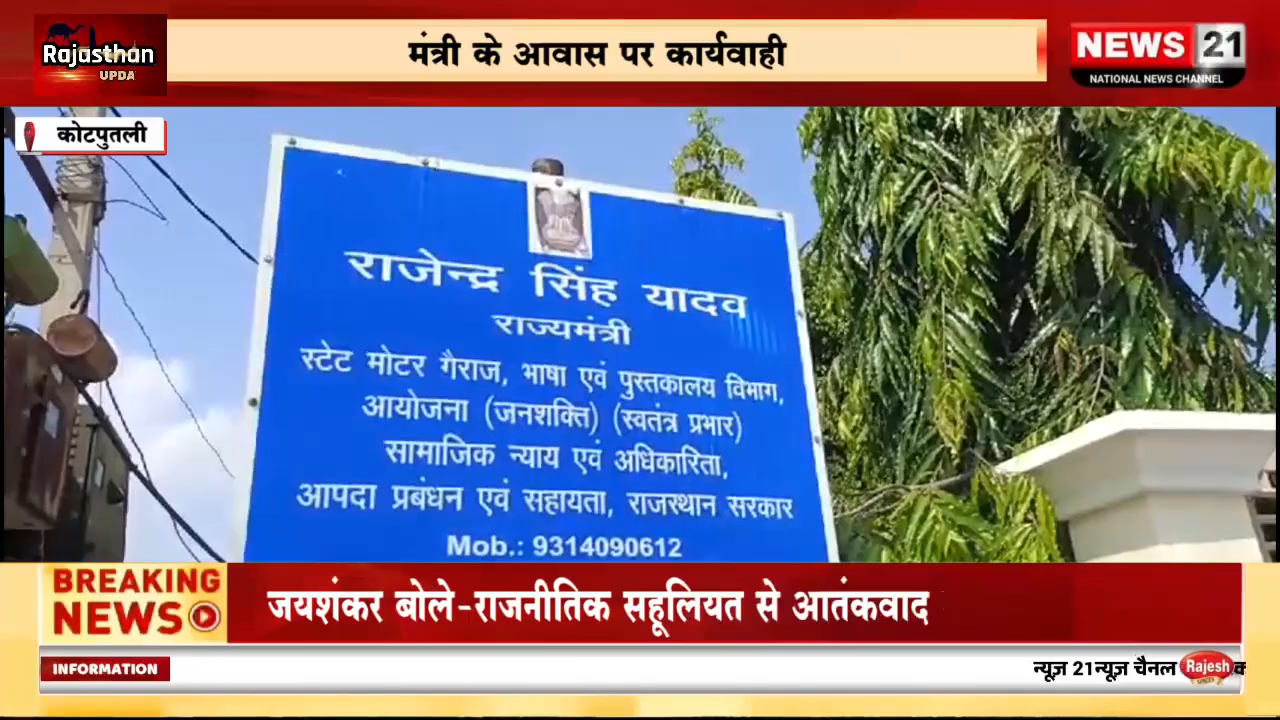 Rajasthan
UPDA
मंत्री के आवास पर कार्यवाही
NEWS 21
NATIONAL NEWS CHANNEL
कोटपुतली
राजेन्द्र सिंह यादव
राज्यमंत्री
स्टेट मोटर गैराज, भाषा एवं पुस्तकालय विभाग,
आयोजना (जनशक्ति) (स्वतंत्र प्रभार)
सामाजिक न्याय एवं अधिकारिता,
आपदा प्रबंधन एवं सहायता, राजस्थान सरकार
Mob.: 9314090612
BREAKING
NEWS
जयशंकर बोले-राजनीतिक सहूलियत से आतंकवाद
INFORMATION
न्यूज़ 21न्यूज़ चैनल
Rajesh